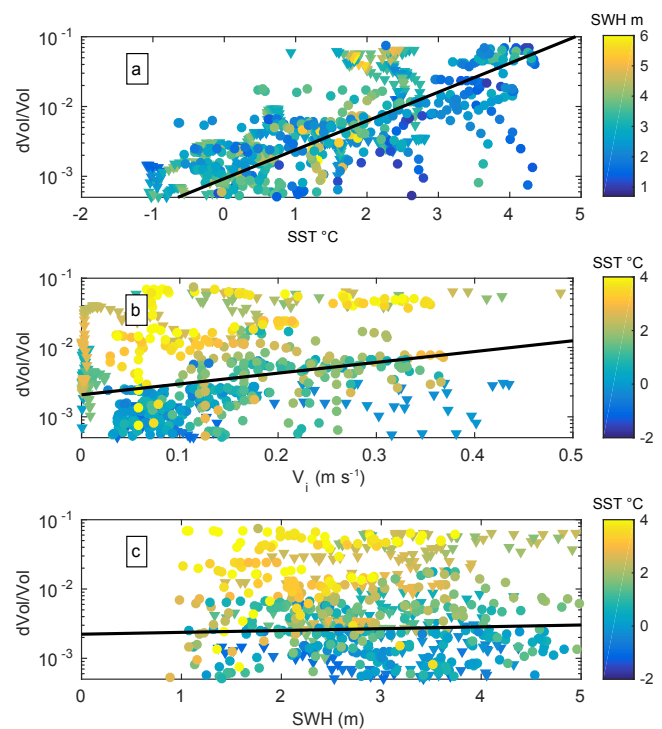 SWH m
a
dVol/Vol
10⁻¹
10⁻²
10⁻³
-2 -1 0 1 2 3 4 5
SST °C
6
5
4
3
2
1
SST °C
b
dVol/Vol
10⁻¹
10⁻²
10⁻³
0 0.1 0.2 0.3 0.4 0.5
V_i (m s⁻¹)
4
2
0
-2
SST °C
c
dVol/Vol
10⁻¹
10⁻²
10⁻³
0 1 2 3 4 5
SWH (m)
4
3
2
1
0
-1
-2